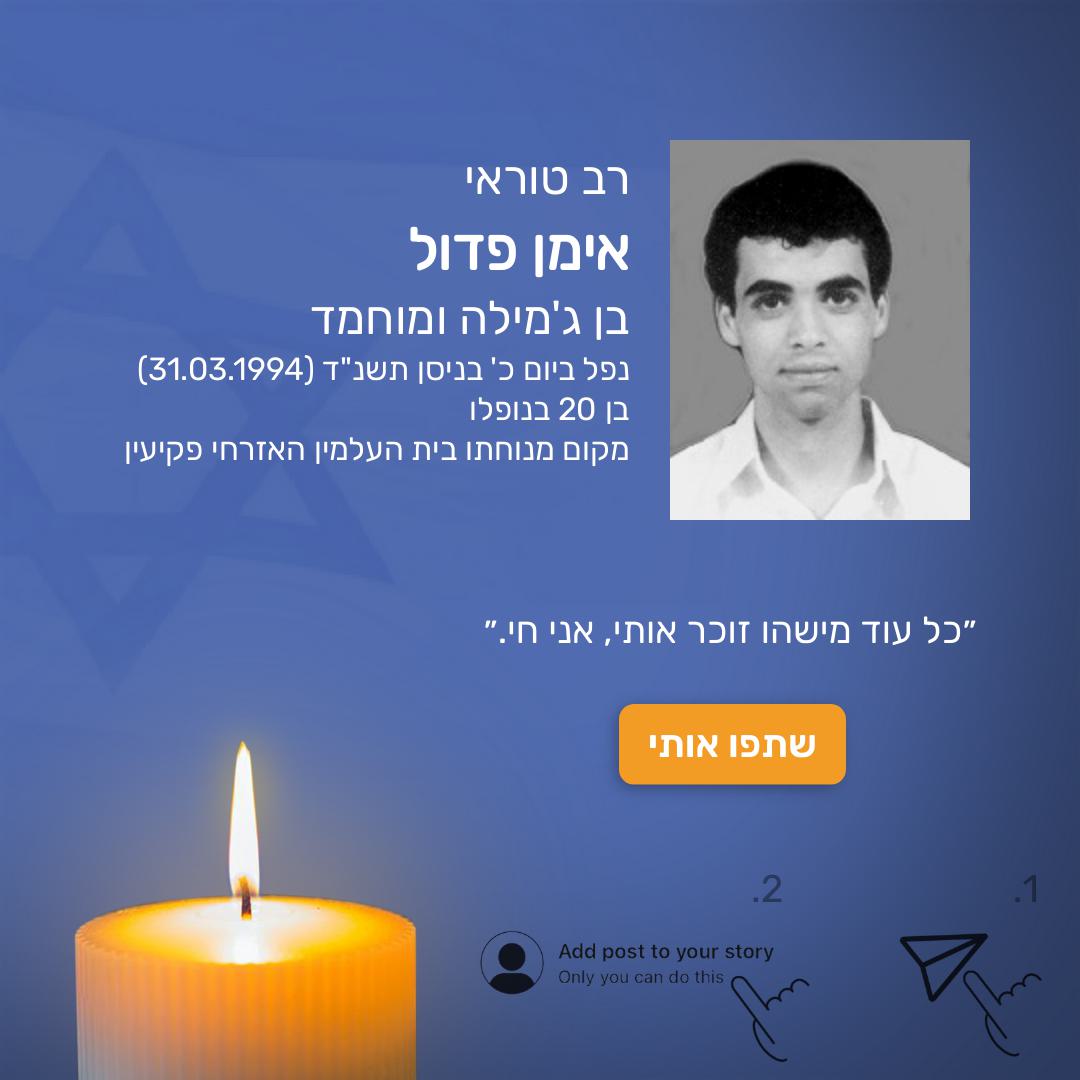 רב טוראי
אימן פדול
בן ג'מילה ומוחמד
נפל ביום כ' בניסן תשנ"ד (31.03.1994)
בן 20 בנופלו
מקום מנוחתו בית העלמין האזרחי פקיעין
״כל עוד מישהו זוכר אותי, אני חי.״
שתפו אותי
.1
.2
Add post to your story
Only you can do this